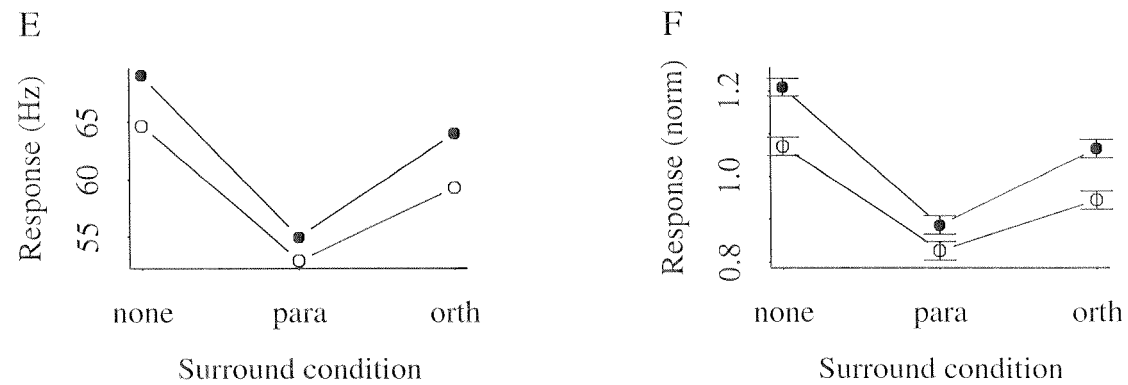 E
Response (Hz)
65
60
55
none para orth
Surround condition
F
Response (norm)
1.2
1.0
0.8
none para orth
Surround condition